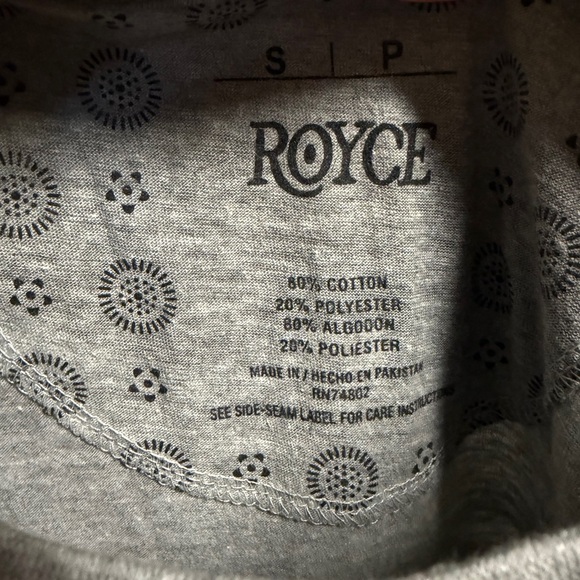 S | P
ROYCE
80% COTTON
20% POLYESTER
80% ALGODON
20% POLIESTER
MADE IN / HECHO EN PAKISTAN
RN74802
SEE SIDE-SEAM LABEL FOR CARE INSTRUCTIONS